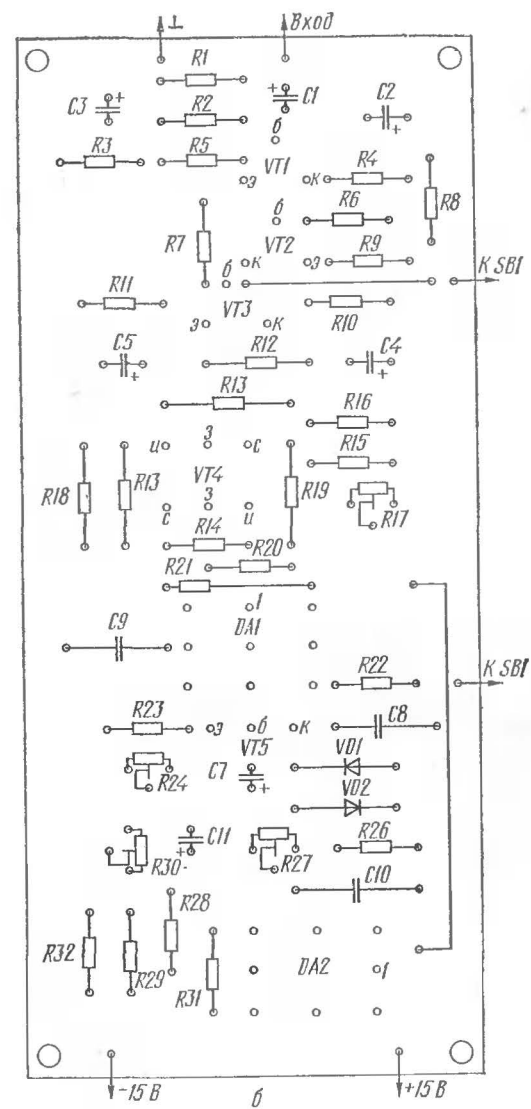 ⊥ Вход
R1
C3 + R2 + C1 C2 +
R3 R5 б
VT1 R4
э к R8
б R6
R7 VT2 R9
б к э К SB1
R11 VT3 R10
э к
C5 + R12 C4 +
R13
R16
и з с R15
R18 R13 VT4 R19 R17
с з и
R14 R20
R21
1
C9 DA1
R22 К SB1
R23 э б к C8
VT5 VD1
R24 C7 + VD2
C11 + R26
R30 R27
C10
R28
R32 R29 R31 DA2 1
-15 В +15 В
б